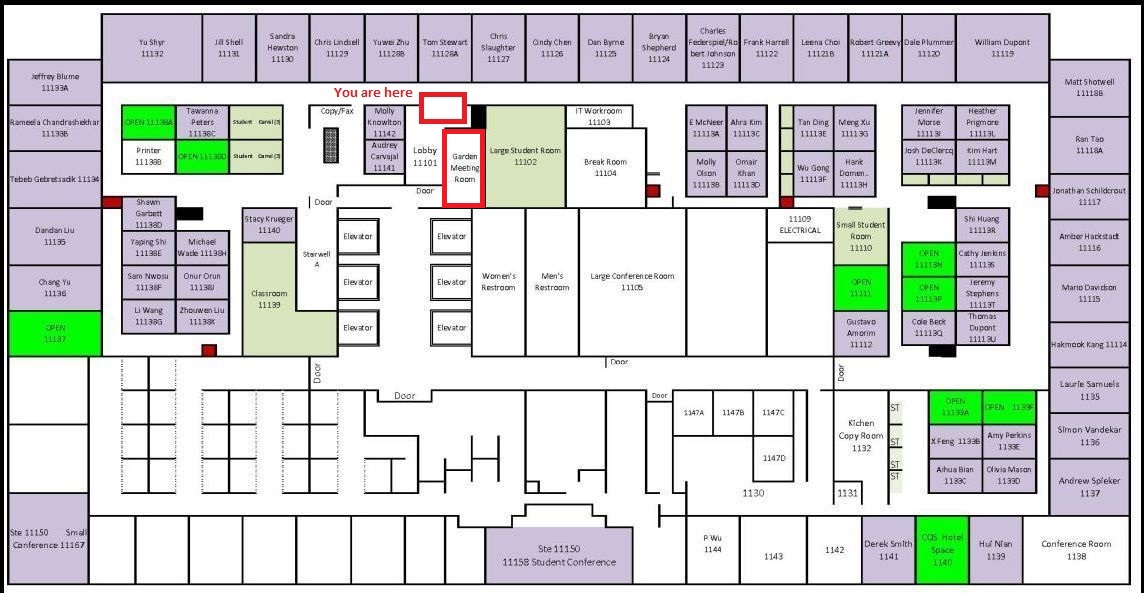 Yu Shyr
11132
Jill Shell
11131
Sandra
Hewston
11130
Chris Lindsell
11129
Yuwei Zhu
11128B
Tom Stewart
11128A
Chris
Slaughter
11127
Cindy Chen
11126
Dan Byrne
11125
Bryan
Shepherd
11124
Charles
Federspiel/Ro
bert Johnson
11123
Frank Harrell
11122
Leena Choi
11121B
Robert Greevy
11121A
Dale Plummer
11120
William Dupont
11119
Jeffrey Blume
11133A
Rameela Chandrashekhar
11133B
Tebeb Gebretsadik 11134
Dandan Liu
11135
Chang Yu
11136
OPEN
11137
You are here
OPEN 11138A
Tawanna
Peters
11138C
Student Carrel (3)
Printer
11138B
OPEN 11138D
Student Carrel (3)
Copy/Fax
Molly
Knowlton
11142
Audrey
Carvajal
11141
Lobby
11101
Garden
Meeting
Room
Large Student Room
11102
IT Workroom
11103
Break Room
11104
E McNeer
11113A
Ahra Kim
11113C
Molly
Olson
11113B
Omair
Khan
11113D
Tan Ding
11113E
Meng Xu
11113G
Wu Gong
11113F
Hank
Domen..
11113H
Jennifer
Morse
11113I
Heather
Prigmore
11113L
Josh DeClercq
11113K
Kim Hart
11113M
Matt Shotwell
11118B
Ran Tao
11118A
Jonathan Schildcrout
11117
Amber Hackstadt
11116
Mario Davidson
11115
Hakmook Kang 11114
Laurie Samuels
1135
Simon Vandekar
1136
Andrew Spieker
1137
Door
Door
Shawn
Garbett
11138D
Yaping Shi
11138E
Michael
Wade 11138H
Sam Nwosu
11138F
Onur Orun
11138J
Li Wang
11138G
Zhouwen Liu
11138K
Stacy Krueger
11140
Classroom
11139
Stairwell
A
Elevator
Elevator
Elevator
Elevator
Elevator
Elevator
Women's
Restroom
Men's
Restroom
Large Conference Room
11105
11109
ELECTRICAL
Small Student
Room
11110
OPEN
11111
Gustavo
Amorim
11112
Shi Huang
11113R
OPEN
11113N
Cathy Jenkins
11113S
OPEN
11113P
Jeremy
Stephens
11113T
Cole Beck
11113Q
Thomas
Dupont
11113U
Door
Door
Door
Door
Door
1147A
1147B
1147C
1147D
1130
Kichen
Copy Room
1132
1131
ST
ST
ST
ST
OPEN
11133A
OPEN 1133F
X Feng 1133B
Amy Perkins
1133E
Aihua Bian
1133C
Olivia Mason
1133D
Ste 11150 Small
Conference 11167
Ste 11150
11158 Student Conference
P Wu
1144
1143
1142
Derek Smith
1141
CQS Hotel
Space
1140
Hui Nian
1139
Conference Room
1138